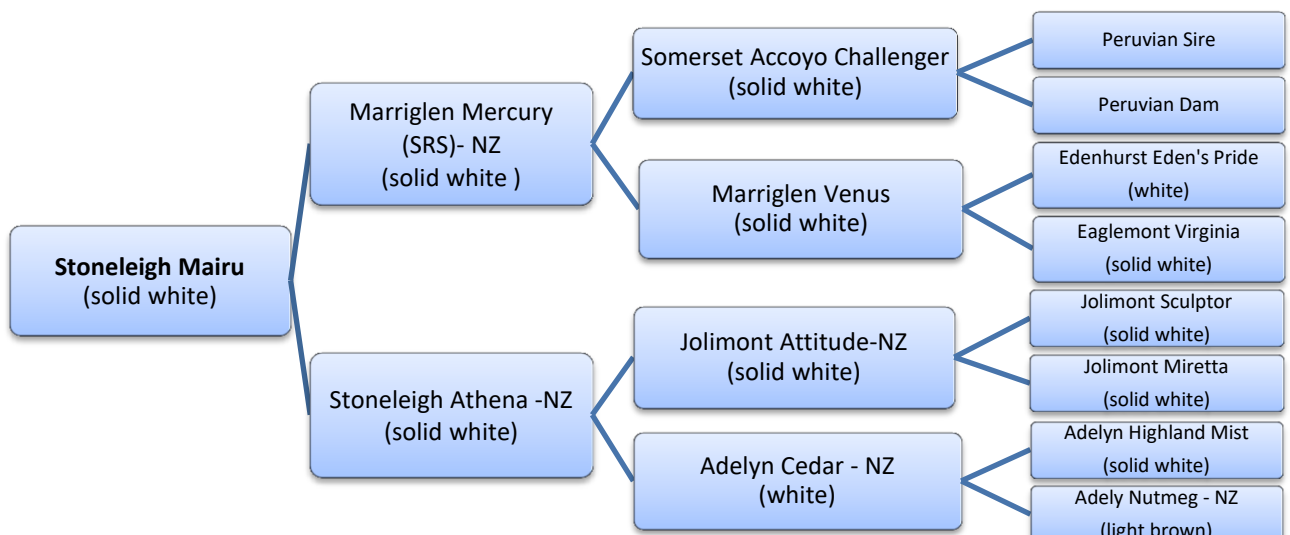 Stoneleigh Mairu
(solid white)
Marriglen Mercury
(SRS)- NZ
(solid white )
Stoneleigh Athena -NZ
(solid white)
Somerset Accoyo Challenger
(solid white)
Marriglen Venus
(solid white)
Jolimont Attitude-NZ
(solid white)
Adelyn Cedar - NZ
(white)
Peruvian Sire
Peruvian Dam
Edenhurst Eden's Pride
(white)
Eaglemont Virginia
(solid white)
Jolimont Sculptor
(solid white)
Jolimont Miretta
(solid white)
Adelyn Highland Mist
(solid white)
Adely Nutmeg - NZ
(light brown)